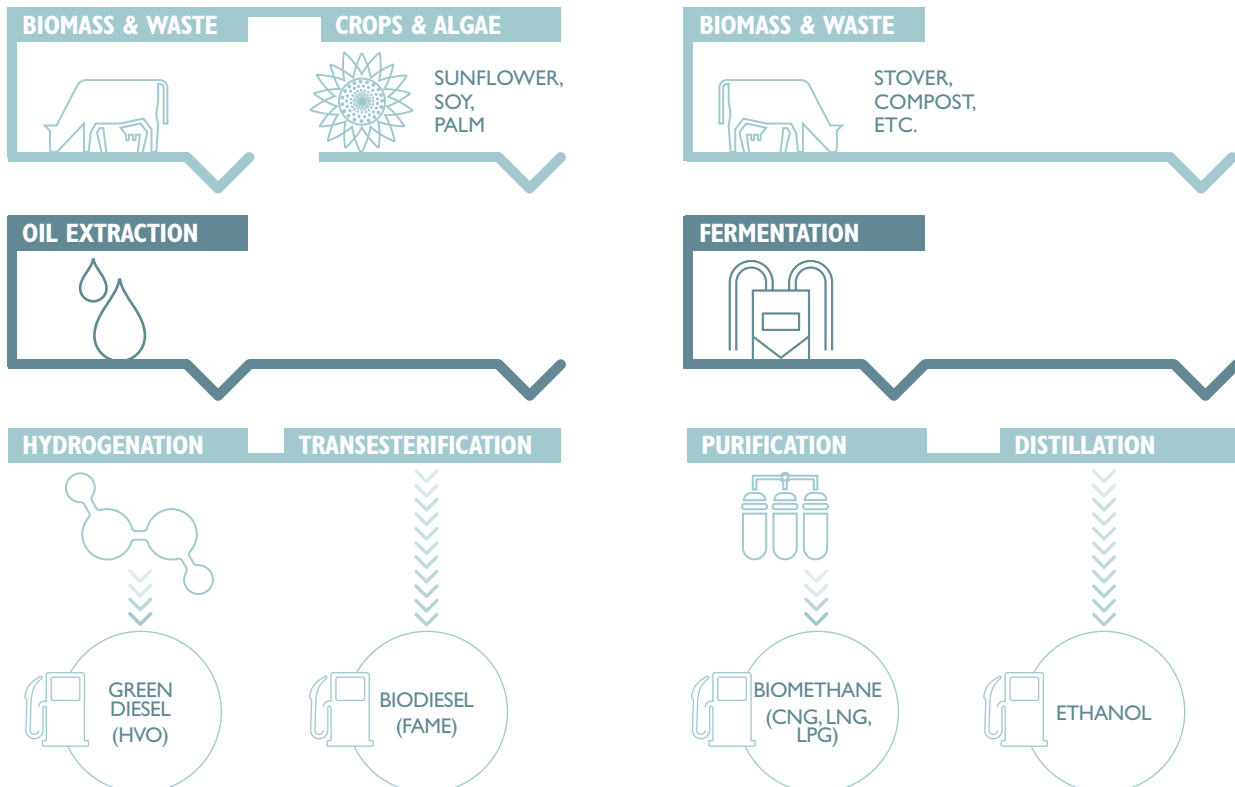 BIOMASS & WASTE
CROPS & ALGAE
SUNFLOWER,
SOY,
PALM
BIOMASS & WASTE
STOVER,
COMPOST,
ETC.
OIL EXTRACTION
FERMENTATION
HYDROGENATION
TRANSESTERIFICATION
PURIFICATION
DISTILLATION
GREEN
DIESEL
(HVO)
BIODIESEL
(FAME)
BIOMETHANE
(CNG, LNG,
LPG)
ETHANOL